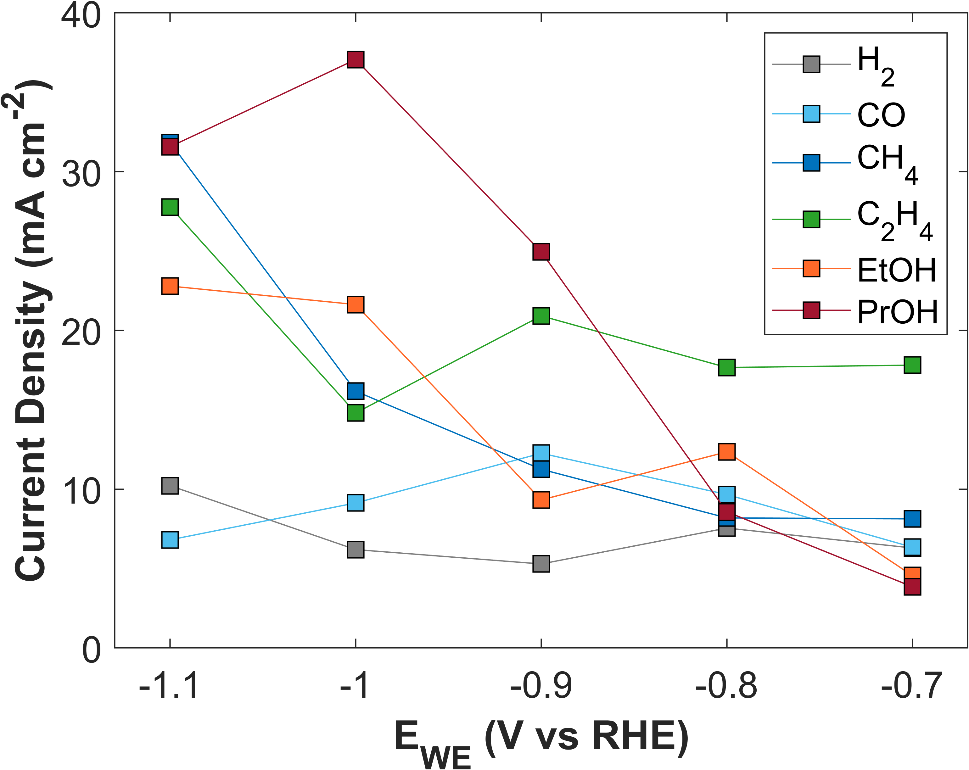 40
30
20
10
0
-1.1
-1
-0.9
-0.8
-0.7
Current Density (mA cm⁻²)
E_WE (V vs RHE)
H₂
CO
CH₄
C₂H₄
EtOH
PrOH